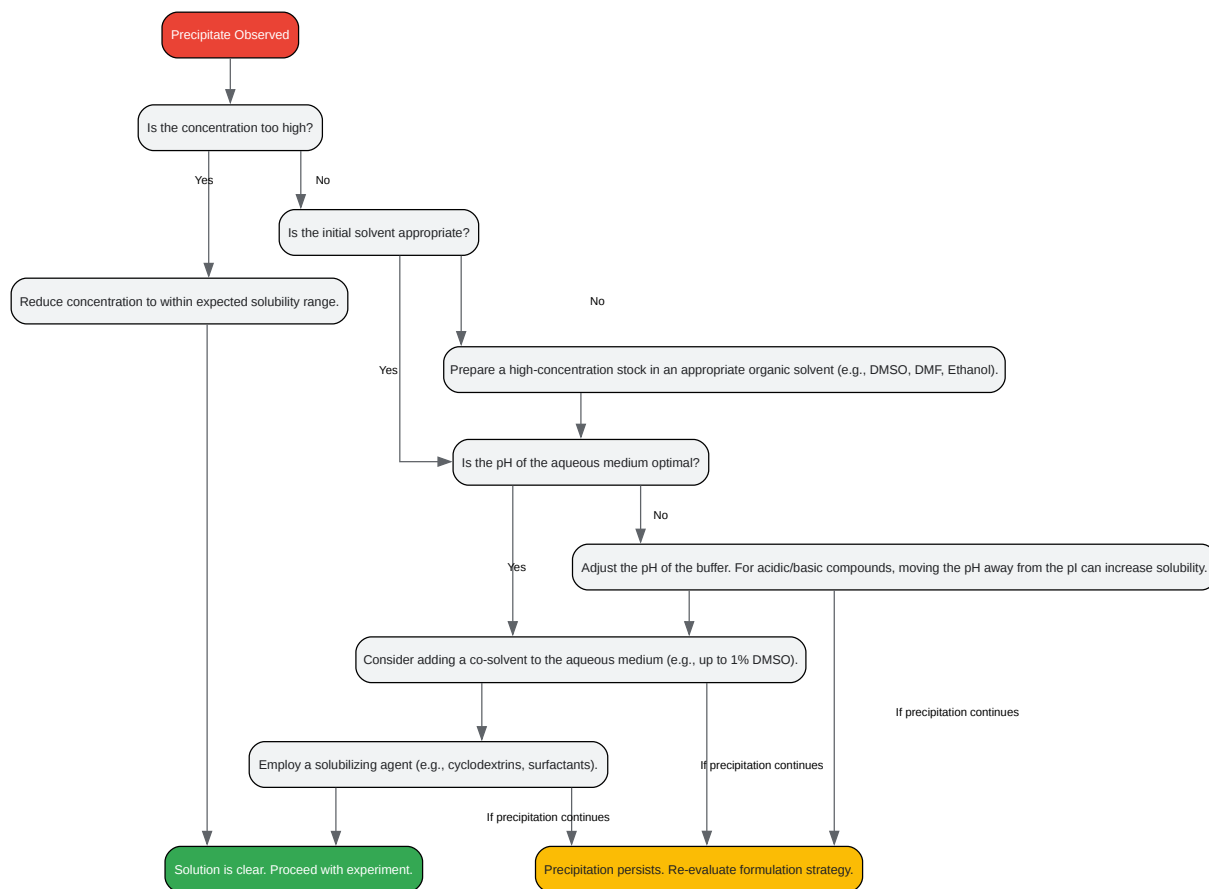 Precipitate Observed
Is the concentration too high?
Yes
No
Is the initial solvent appropriate?
Reduce concentration to within expected solubility range.
No
Yes
Prepare a high-concentration stock in an appropriate organic solvent (e.g., DMSO, DMF, Ethanol).
Is the pH of the aqueous medium optimal?
No
Yes
Adjust the pH of the buffer. For acidic/basic compounds, moving the pH away from the pI can increase solubility.
Consider adding a co-solvent to the aqueous medium (e.g., up to 1% DMSO).
If precipitation continues
Employ a solubilizing agent (e.g., cyclodextrins, surfactants).
If precipitation continues
If precipitation continues
Solution is clear. Proceed with experiment.
Precipitation persists. Re-evaluate formulation strategy.